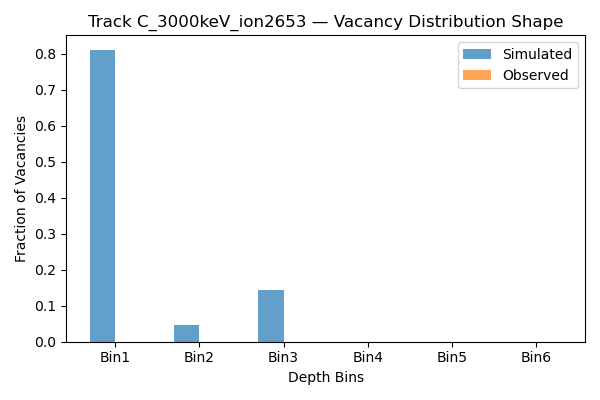 Track C_3000keV_ion2653 — Vacancy Distribution Shape
Simulated
Observed
Fraction of Vacancies
0.8
0.7
0.6
0.5
0.4
0.3
0.2
0.1
0.0
Bin1 Bin2 Bin3 Bin4 Bin5 Bin6
Depth Bins